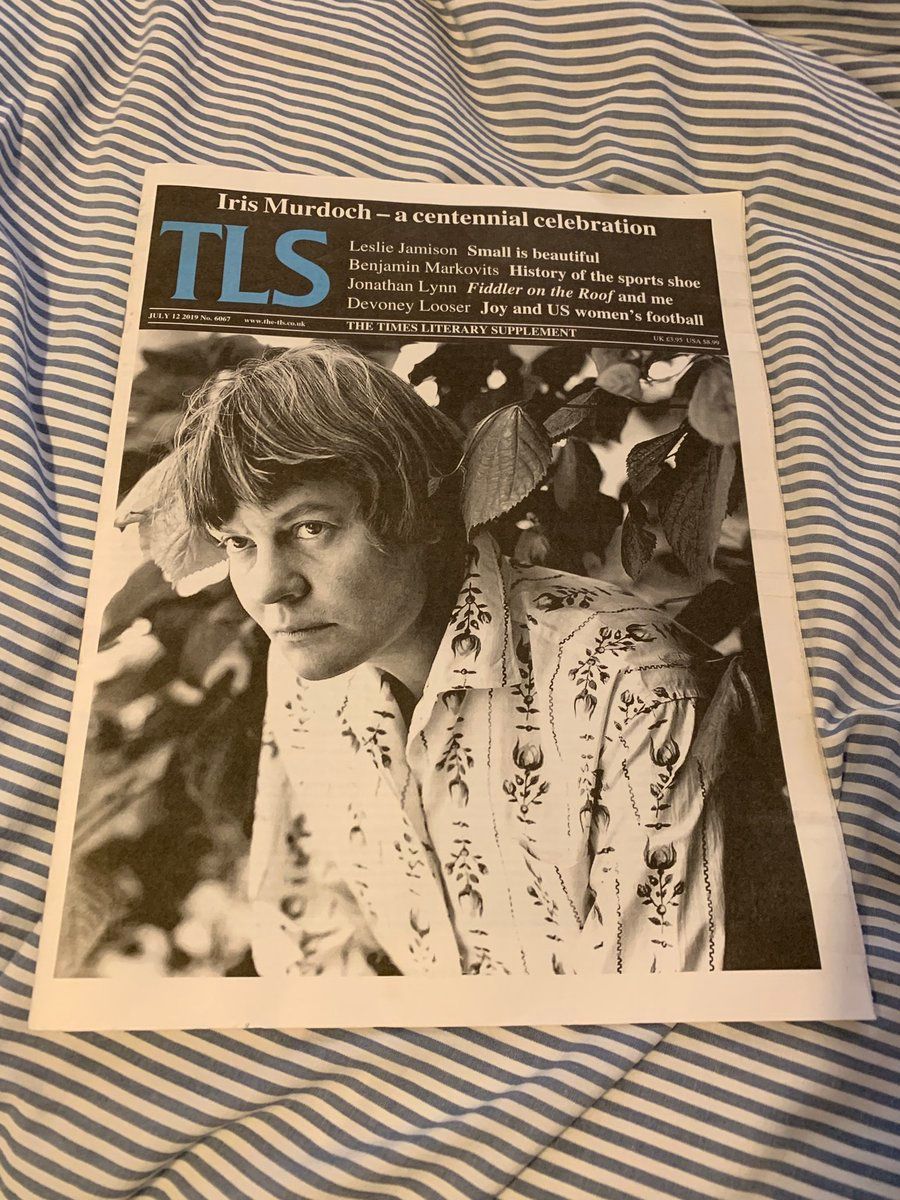 Iris Murdoch – a centennial celebration
TLS
Leslie Jamison Small is beautiful
Benjamin Markovits History of the sports shoe
Jonathan Lynn Fiddler on the Roof and me
Devoney Looser Joy and US women's football
JULY 12 2019 No. 6067 www.the-tls.co.uk THE TIMES LITERARY SUPPLEMENT UK £3.95 USA $8.99